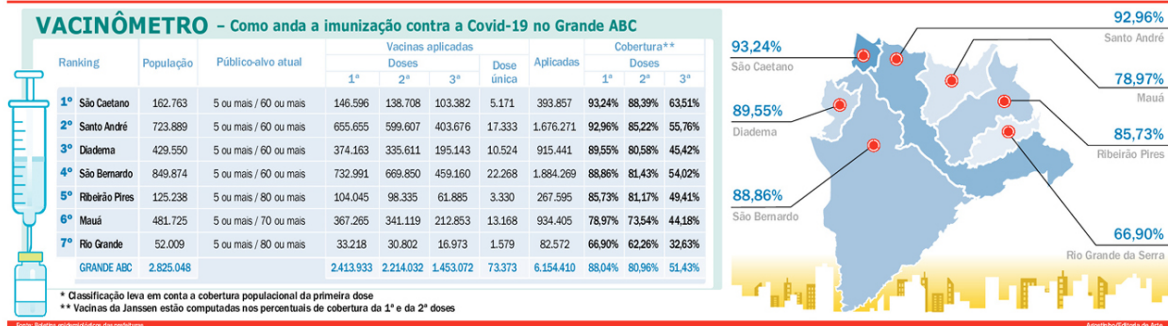 VACINÔMETRO – Como anda a imunização contra a Covid-19 no Grande ABC
Ranking População Público-alvo atual Vacinas aplicadas Aplicadas Cobertura**
Doses Dose única Doses
1ª 2ª 3ª 1ª 2ª 3ª
1º São Caetano 162.763 5 ou mais / 60 ou mais 146.596 138.708 103.382 5.171 393.857 93,24% 88,39% 63,51%
2º Santo André 723.889 5 ou mais / 60 ou mais 655.655 599.607 403.676 17.333 1.676.271 92,96% 85,22% 55,76%
3º Diadema 429.550 5 ou mais / 60 ou mais 374.163 335.611 195.143 10.524 915.441 89,55% 80,58% 45,42%
4º São Bernardo 849.874 5 ou mais / 60 ou mais 732.991 669.850 459.160 22.268 1.884.269 88,86% 81,43% 54,02%
5º Ribeirão Pires 125.238 5 ou mais / 80 ou mais 104.045 98.335 61.885 3.330 267.595 85,73% 81,17% 49,41%
6º Mauá 481.725 5 ou mais / 70 ou mais 367.265 341.119 212.853 13.168 934.405 78,97% 73,54% 44,18%
7º Rio Grande 52.009 5 ou mais / 80 ou mais 33.218 30.802 16.973 1.579 82.572 66,90% 62,26% 32,63%
GRANDE ABC 2.825.048 2.413.933 2.214.032 1.453.072 73.373 6.154.410 88,04% 80,96% 51,43%
* Classificação leva em conta a cobertura populacional da primeira dose
** Vacinas da Janssen estão computadas nos percentuais de cobertura da 1ª e da 2ª doses
93,24%
São Caetano
89,55%
Diadema
88,86%
São Bernardo
92,96%
Santo André
78,97%
Mauá
85,73%
Ribeirão Pires
66,90%
Rio Grande da Serra